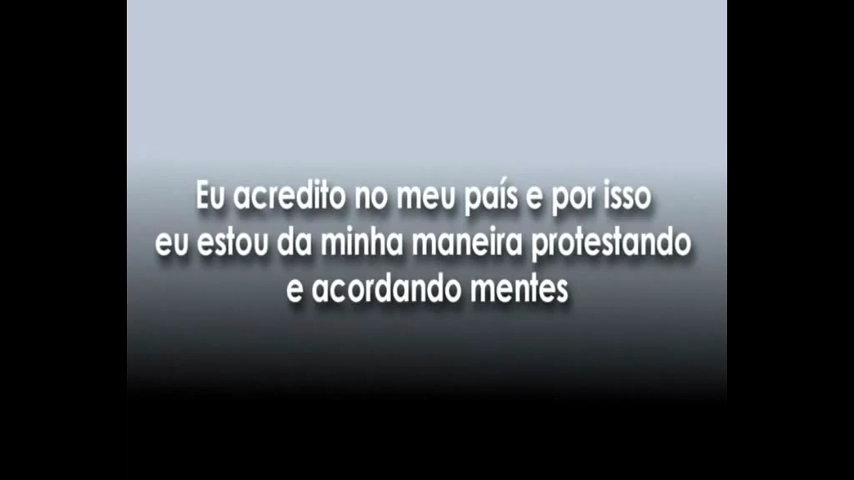 Eu acredito no meu país e por isso
eu estou da minha maneira protestando
e acordando mentes